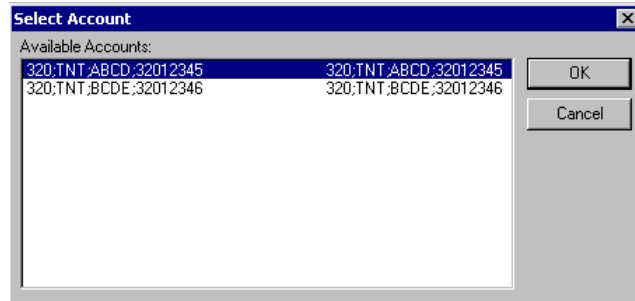 Select Account
Available Accounts:
320;TNT;ABCD;32012345 320;TNT;ABCD;32012345
320;TNT;BCDE;32012346 320;TNT;BCDE;32012346
OK
Cancel